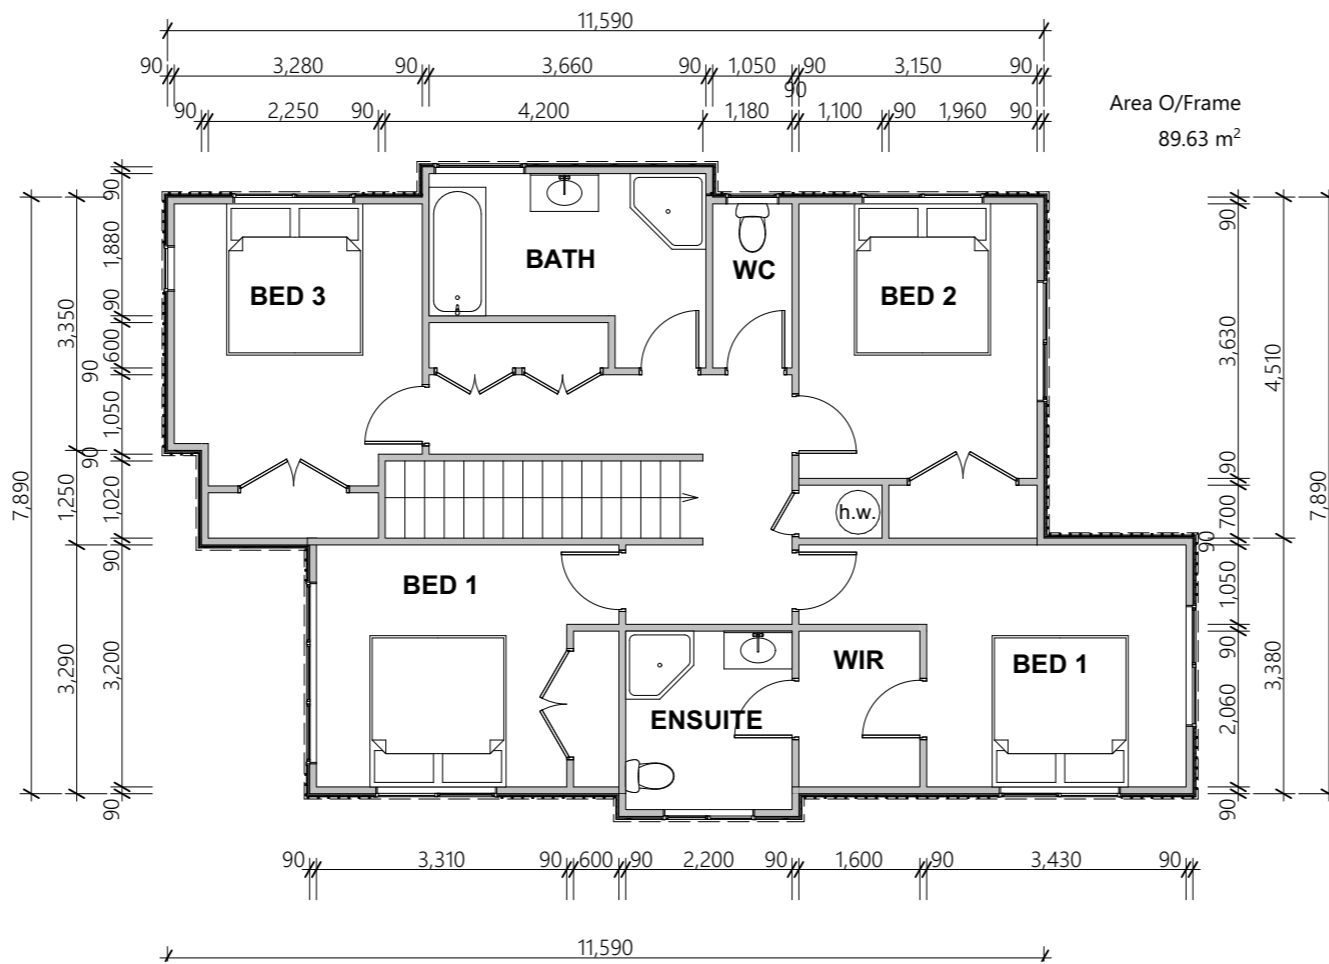 11,590
90 3,280 90 3,660 90 1,050 90 3,150 90
90
90 2,250 90 4,200 1,180 1,100 90 1,960 90
Area O/Frame
89.63 m²
7,890
3,350
1,250
3,290
90
90
90
1,880
90
600
1,050
1,020
90
3,200
90
BATH
WC
BED 3
BED 2
h.w.
BED 1
WIR
BED 1
ENSUITE
90
3,630
90
700
90
1,050
90
2,060
90
4,510
3,380
7,890
90 3,310 90 600 90 2,200 90 1,600 90 3,430 90
11,590